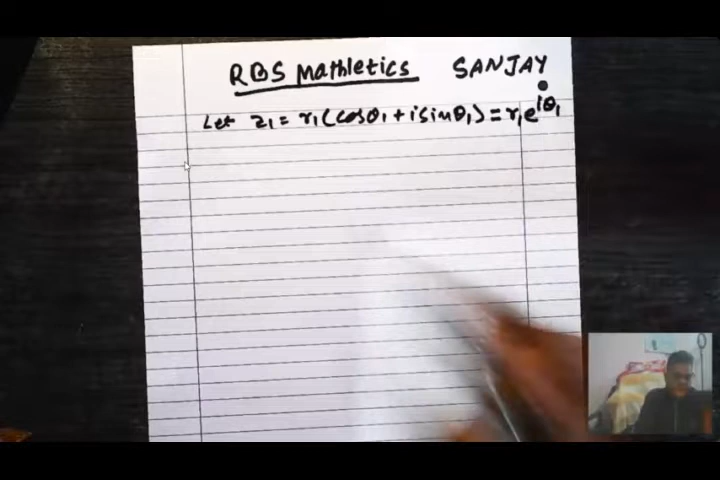 RBS Mathletics SANJAY
Let z₁ = r₁(cosθ₁ + i sinθ₁) = r₁e^{iθ₁}